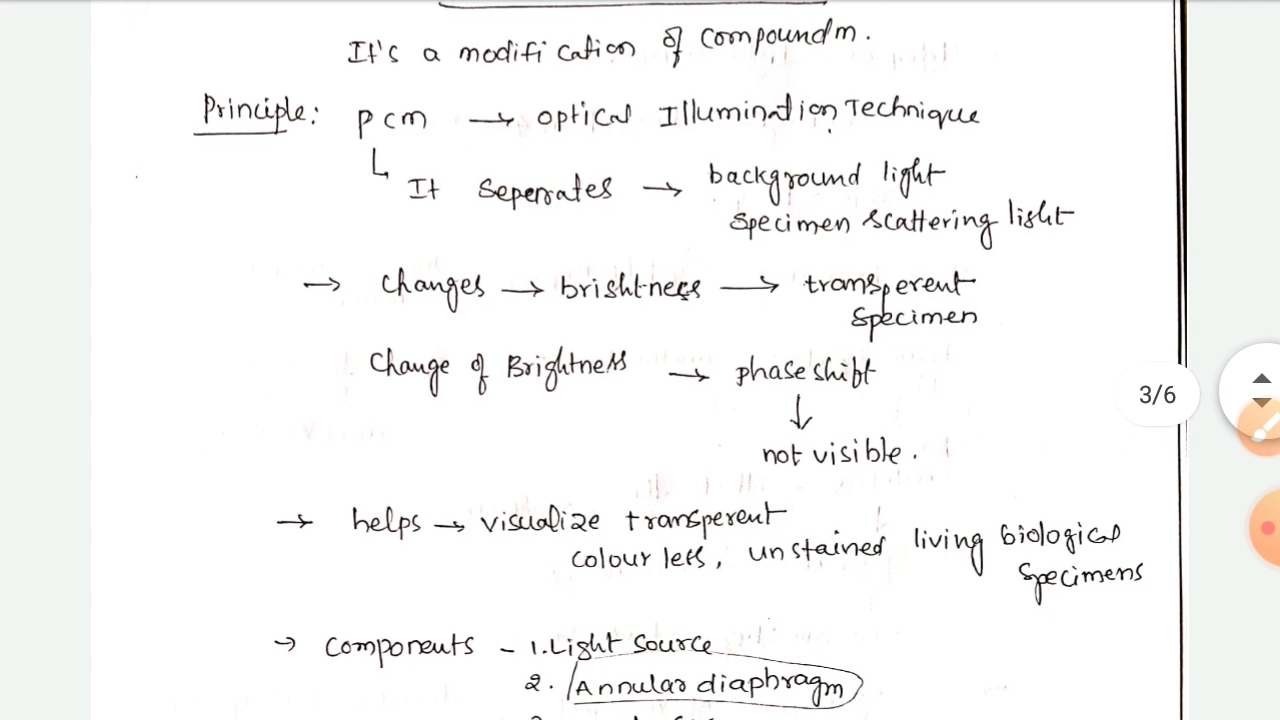 It's a modification of compound m.
Principle: pcm → optical Illumination Technique
↳ It seperates → background light
specimen scattering light
→ changes → brightness → transperent
specimen
Change of Brightness → phase shift
↓
not visible.
→ helps → visualize transperent
colour less, unstained living biological
specimens
→ components - 1. Light source
2. Annular diaphragm
3/6